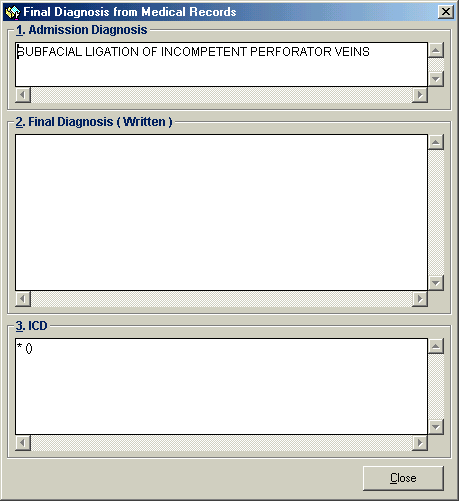 Final Diagnosis from Medical Records
1. Admission Diagnosis
SUBFACIAL LIGATION OF INCOMPETENT PERFORATOR VEINS
2. Final Diagnosis ( Written )
3. ICD
* ()
Close